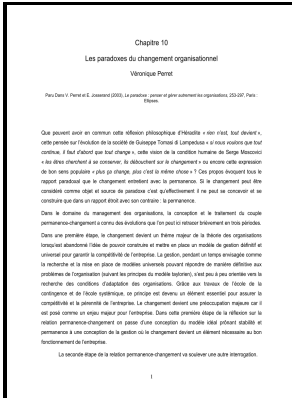 Chapitre 10
Les paradoxes du changement organisationnel
Véronique Perret
Paru Dans V. Perret et E. Josserand (2003), Le paradoxe : penser et gérer autrement les organisations, 253-297. Paris :
Ellipses.
Que peuvent avoir en commun cette réflexion philosophique d'Héraclite « rien n'est, tout devient »,
cette pensée sur l'évolution de la société de Guiseppe Tomasi di Lampedusa « si nous voulons que tout
continue, il faut d'abord que tout change », cette vision de la condition humaine de Serge Moscovici
« les êtres cherchent à se conserver, ils débouchent sur le changement » ou encore cette expression
de bon sens populaire « plus ça change, plus c'est la même chose » ? Ces propos évoquent tous le
rapport paradoxal que le changement entretient avec la permanence. Si le changement peut être
considéré comme objet et source de paradoxe c'est qu'effectivement il ne peut se concevoir et se
construire que dans un rapport étroit avec son contraire : la permanence.
Dans le domaine du management des organisations, la conception et le traitement du couple
permanence-changement a connu des évolutions que l'on peut ici retracer brièvement en trois périodes.
Dans une première étape, le changement devient un thème majeur de la théorie des organisations
lorsqu'est abandonné l'idée de pouvoir construire et mettre en place un modèle de gestion définitif et
universel pour garantir la compétitivité de l'entreprise. La gestion, pendant un temps envisagée comme
la recherche et la mise en place de modèles universels pouvant répondre de manière définitive aux
problèmes de l'organisation (suivant les principes du modèle taylorien), s'est peu à peu orientée vers la
recherche des conditions d'adaptation des organisations. Grâce aux travaux de l'école de la
contingence et de l'école systémique, ce principe est devenu un élément essentiel pour assurer la
compétitivité et la pérennité de l'entreprise. Le changement devient une préoccupation majeure car il
est posé comme un enjeu majeur pour l'entreprise. Dans cette première étape de la réflexion sur la
relation permanence-changement on passe d'une conception du modèle idéal prônant stabilité et
permanence à une conception de la gestion où le changement devient un élément nécessaire au bon
fonctionnement de l'entreprise.
La seconde étape de la relation permanence-changement va soulever une autre interrogation.
1